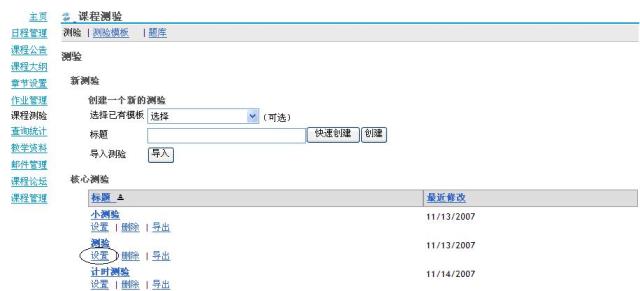 主页
日程管理
课程公告
课程大纲
章节设置
作业管理
课程测验
查询统计
教学资料
邮件管理
课程论坛
课程管理
课程测验
测验 | 测验模板 | 题库
测验
新测验
创建一个新的测验
选择已有模板 选择 (可选)
标题 快速创建 创建
导入测验 导入
核心测验
标题 最近修改
小测验 11/13/2007
设置 | 删除 | 导出
测验 11/13/2007
设置 | 删除 | 导出
计时测验 11/14/2007
设置 | 删除 | 导出